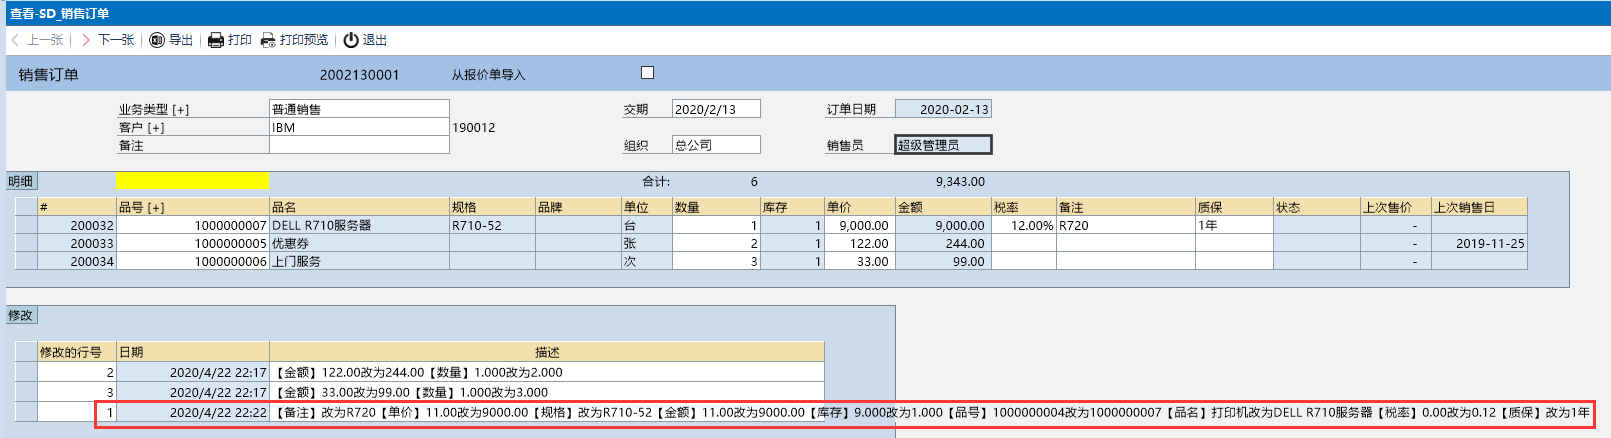 查看-SD_销售订单
上一张 下一张 导出 打印 打印预览 退出
销售订单 2002130001 从报价单导入
业务类型 [+] 普通销售 交期 2020/2/13 订单日期 2020-02-13
客户 [+] IBM 190012
备注 组织 总公司 销售员 超级管理员
明细 合计: 6 9,343.00
# 品号 [+] 品名 规格 品牌 单位 数量 库存 单价 金额 税率 备注 质保 状态 上次售价 上次销售日
200032 1000000007 DELL R710服务器 R710-52 台 1 1 9,000.00 9,000.00 12.00% R720 1年 -
200033 1000000005 优惠券 张 2 1 122.00 244.00 - 2019-11-25
200034 1000000006 上门服务 次 3 1 33.00 99.00 -
修改
修改的行号 日期 描述
2 2020/4/22 22:17 【金额】122.00改为244.00【数量】1.000改为2.000
3 2020/4/22 22:17 【金额】33.00改为99.00【数量】1.000改为3.000
1 2020/4/22 22:22 【备注】改为R720【单价】11.00改为9000.00【规格】改为R710-52【金额】11.00改为9000.00【库存】9.000改为1.000【品号】1000000004改为1000000007【品名】打印机改为DELL R710服务器【税率】0.00改为0.12【质保】改为1年